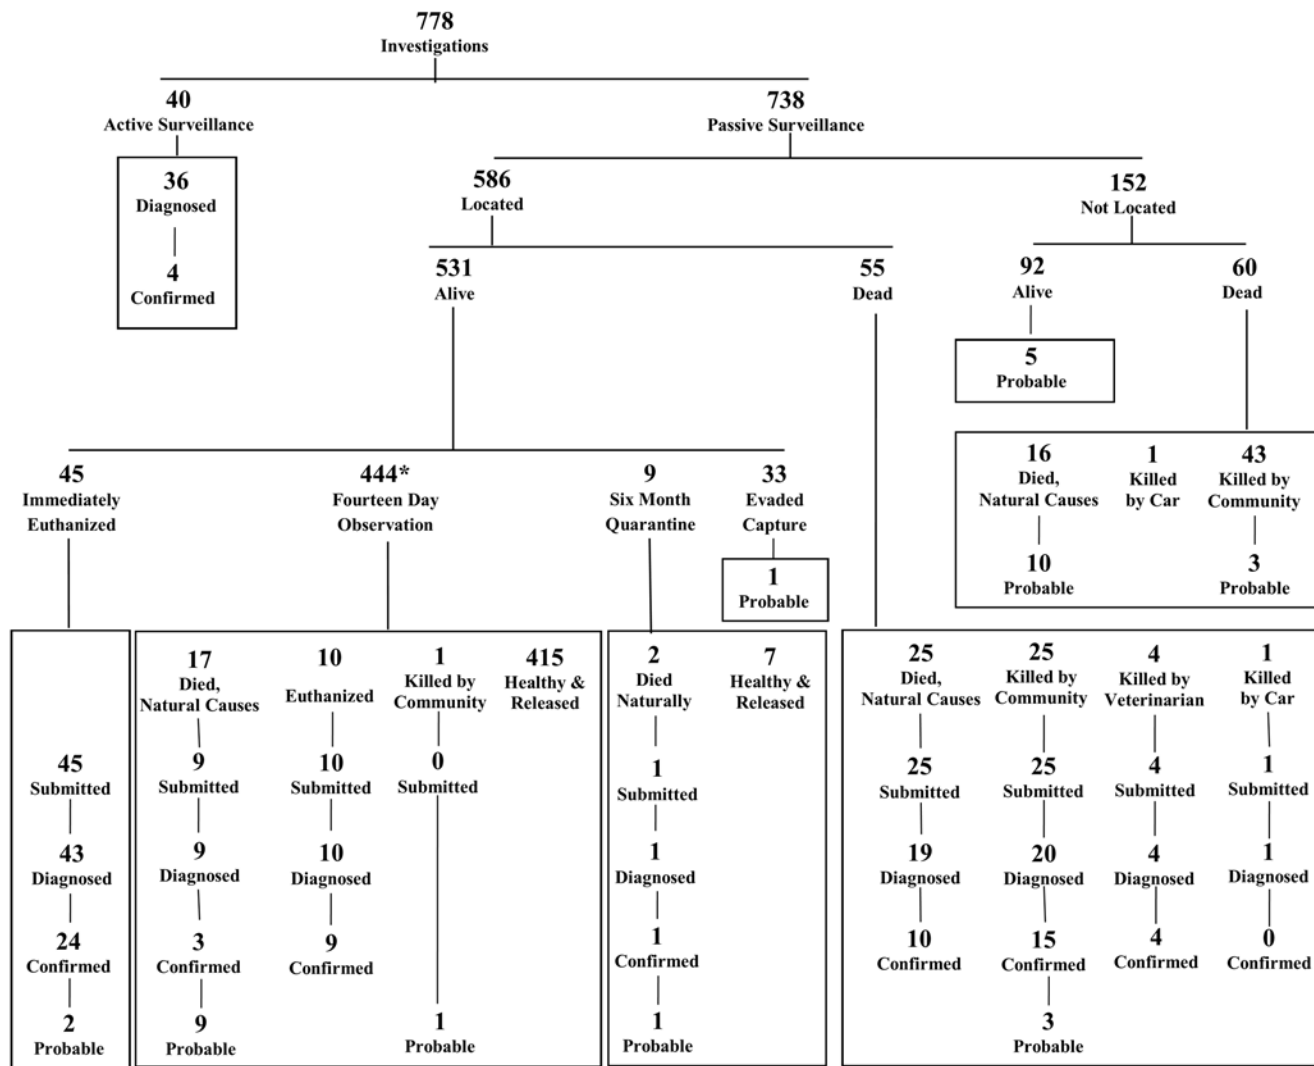 778
Investigations
40
Active Surveillance
738
Passive Surveillance
36
Diagnosed
4
Confirmed
586
Located
152
Not Located
531
Alive
55
Dead
92
Alive
60
Dead
5
Probable
16
Died,
Natural Causes
10
Probable
1
Killed
by Car
43
Killed by
Community
3
Probable
45
Immediately
Euthanized
444*
Fourteen Day
Observation
9
Six Month
Quarantine
33
Evaded
Capture
1
Probable
45
Submitted
43
Diagnosed
24
Confirmed
2
Probable
17
Died,
Natural Causes
9
Submitted
9
Diagnosed
3
Confirmed
9
Probable
10
Euthanized
10
Submitted
10
Diagnosed
9
Confirmed
1
Killed by
Community
0
Submitted
1
Probable
415
Healthy &
Released
2
Died
Naturally
1
Submitted
1
Diagnosed
1
Confirmed
1
Probable
7
Healthy &
Released
25
Died,
Natural Causes
25
Submitted
19
Diagnosed
10
Confirmed
25
Killed by
Community
25
Submitted
20
Diagnosed
15
Confirmed
3
Probable
4
Killed by
Veterinarian
4
Submitted
4
Diagnosed
4
Confirmed
1
Killed
by Car
1
Submitted
1
Diagnosed
0
Confirmed